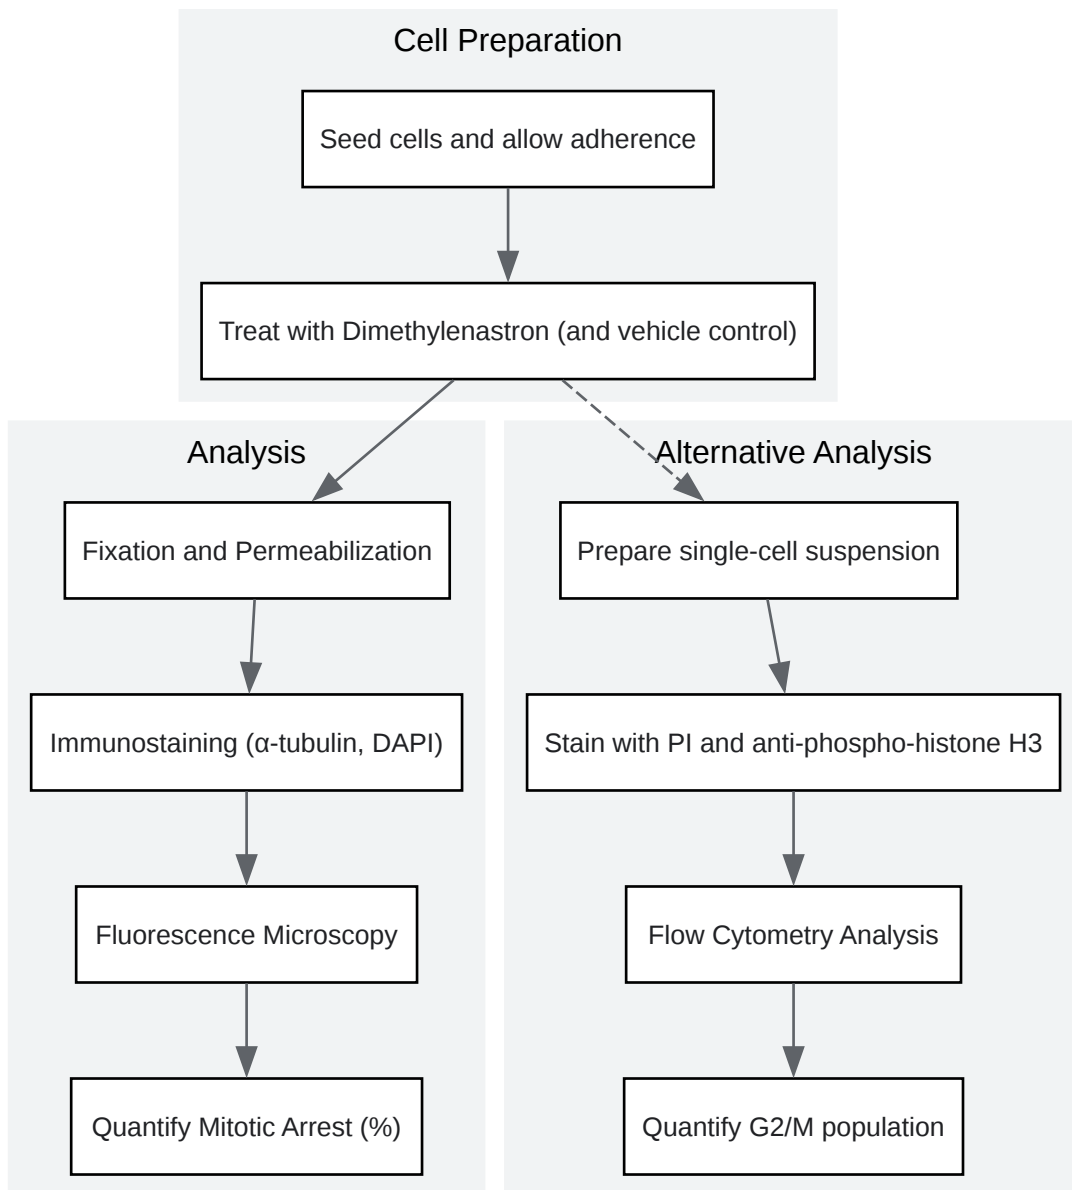 Cell Preparation
Seed cells and allow adherence
Treat with Dimethylenastron (and vehicle control)
Analysis
Fixation and Permeabilization
Immunostaining (α-tubulin, DAPI)
Fluorescence Microscopy
Quantify Mitotic Arrest (%)
Alternative Analysis
Prepare single-cell suspension
Stain with PI and anti-phospho-histone H3
Flow Cytometry Analysis
Quantify G2/M population